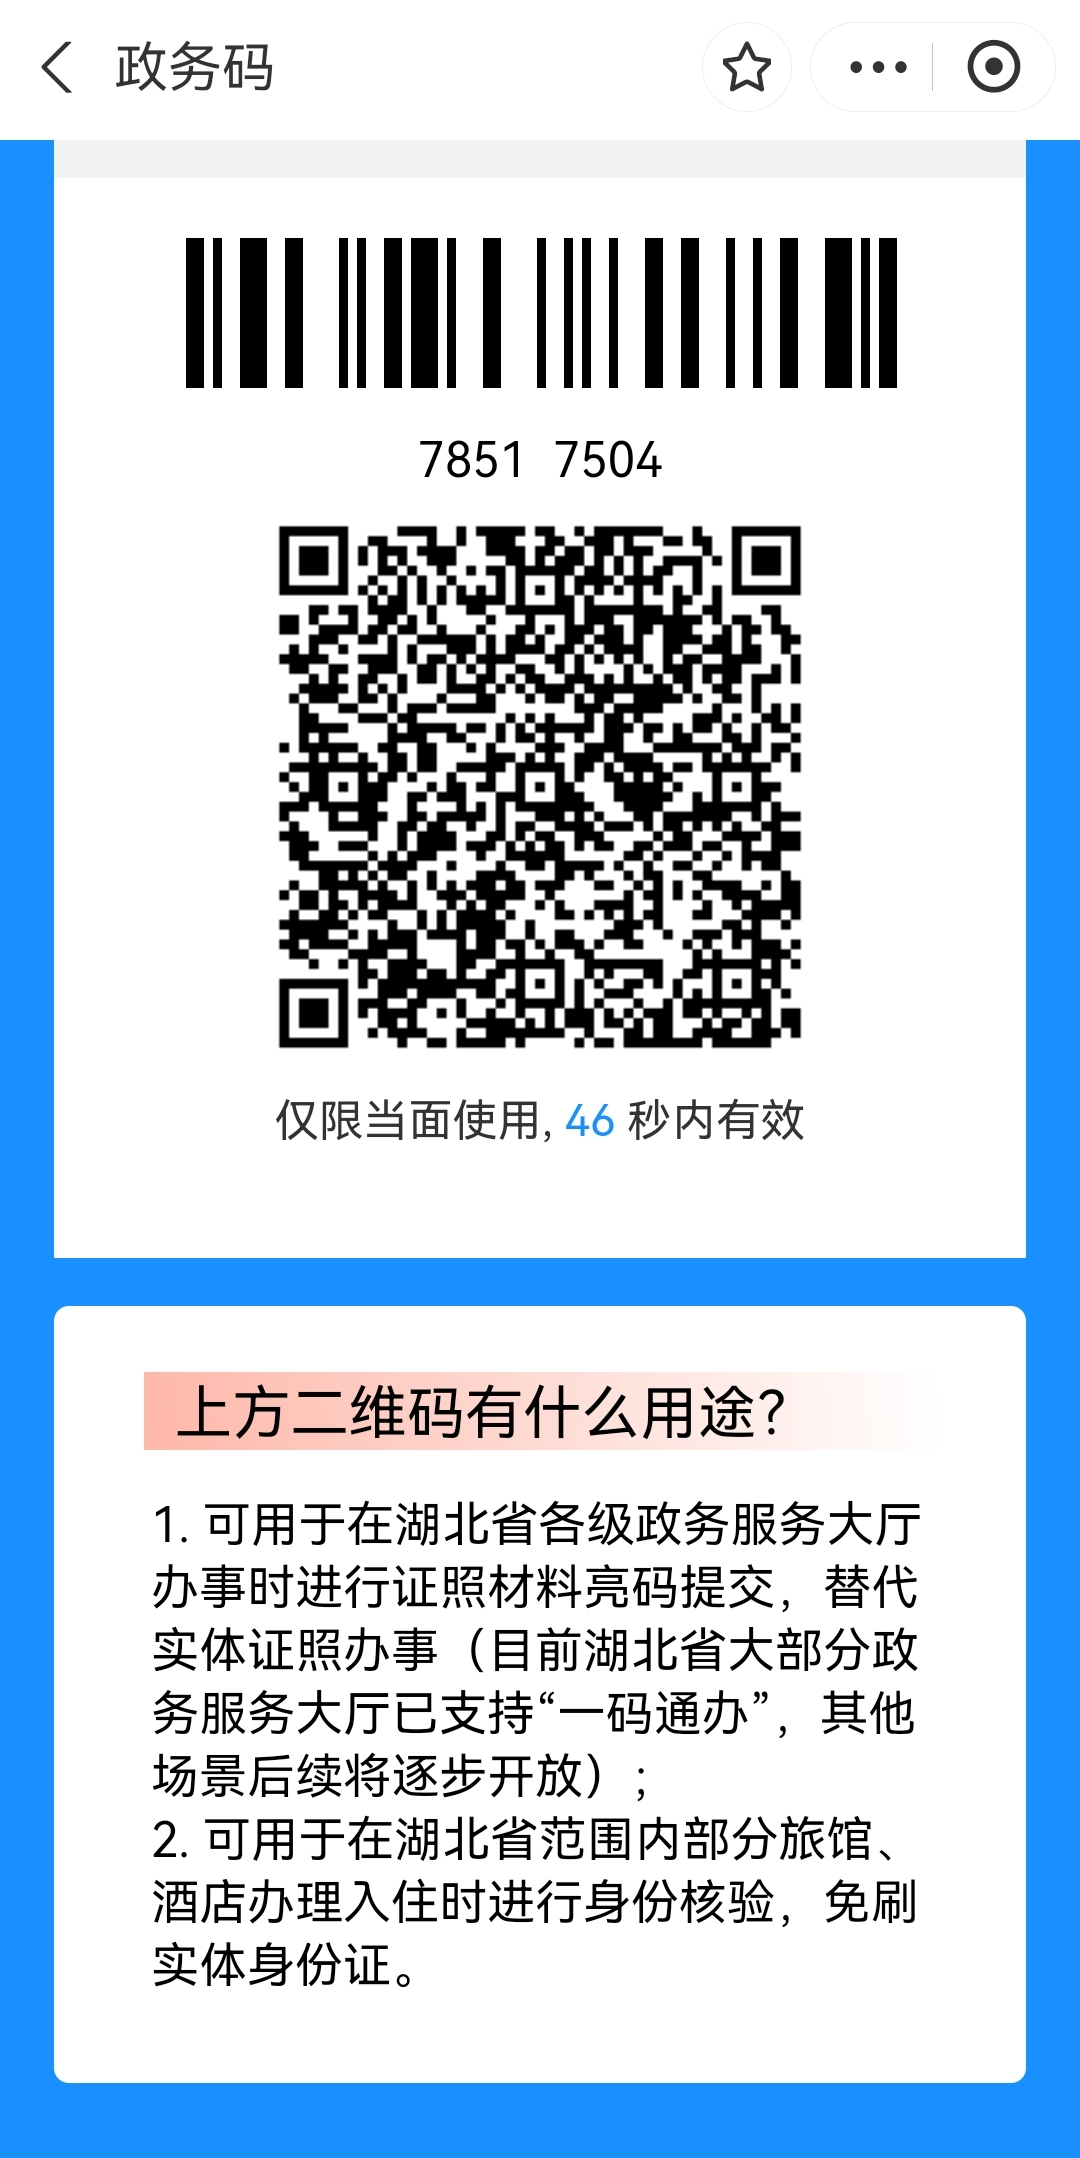 政务码
7851 7504
仅限当面使用, 46 秒内有效
上方二维码有什么用途?
1. 可用于在湖北省各级政务服务大厅
办事时进行证照材料亮码提交，替代
实体证照办事（目前湖北省大部分政
务服务大厅已支持“一码通办”，其他
场景后续将逐步开放）;
2. 可用于在湖北省范围内部分旅馆、
酒店办理入住时进行身份核验，免刷
实体身份证。